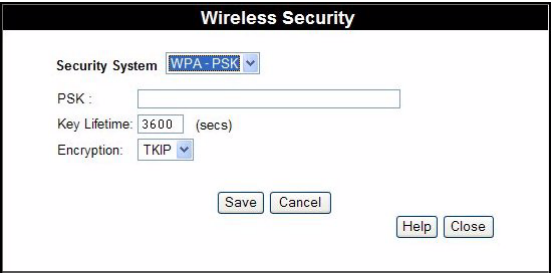 Wireless Security
Security System WPA - PSK
PSK :
Key Lifetime: 3600 (secs)
Encryption: TKIP
Save Cancel
Help Close